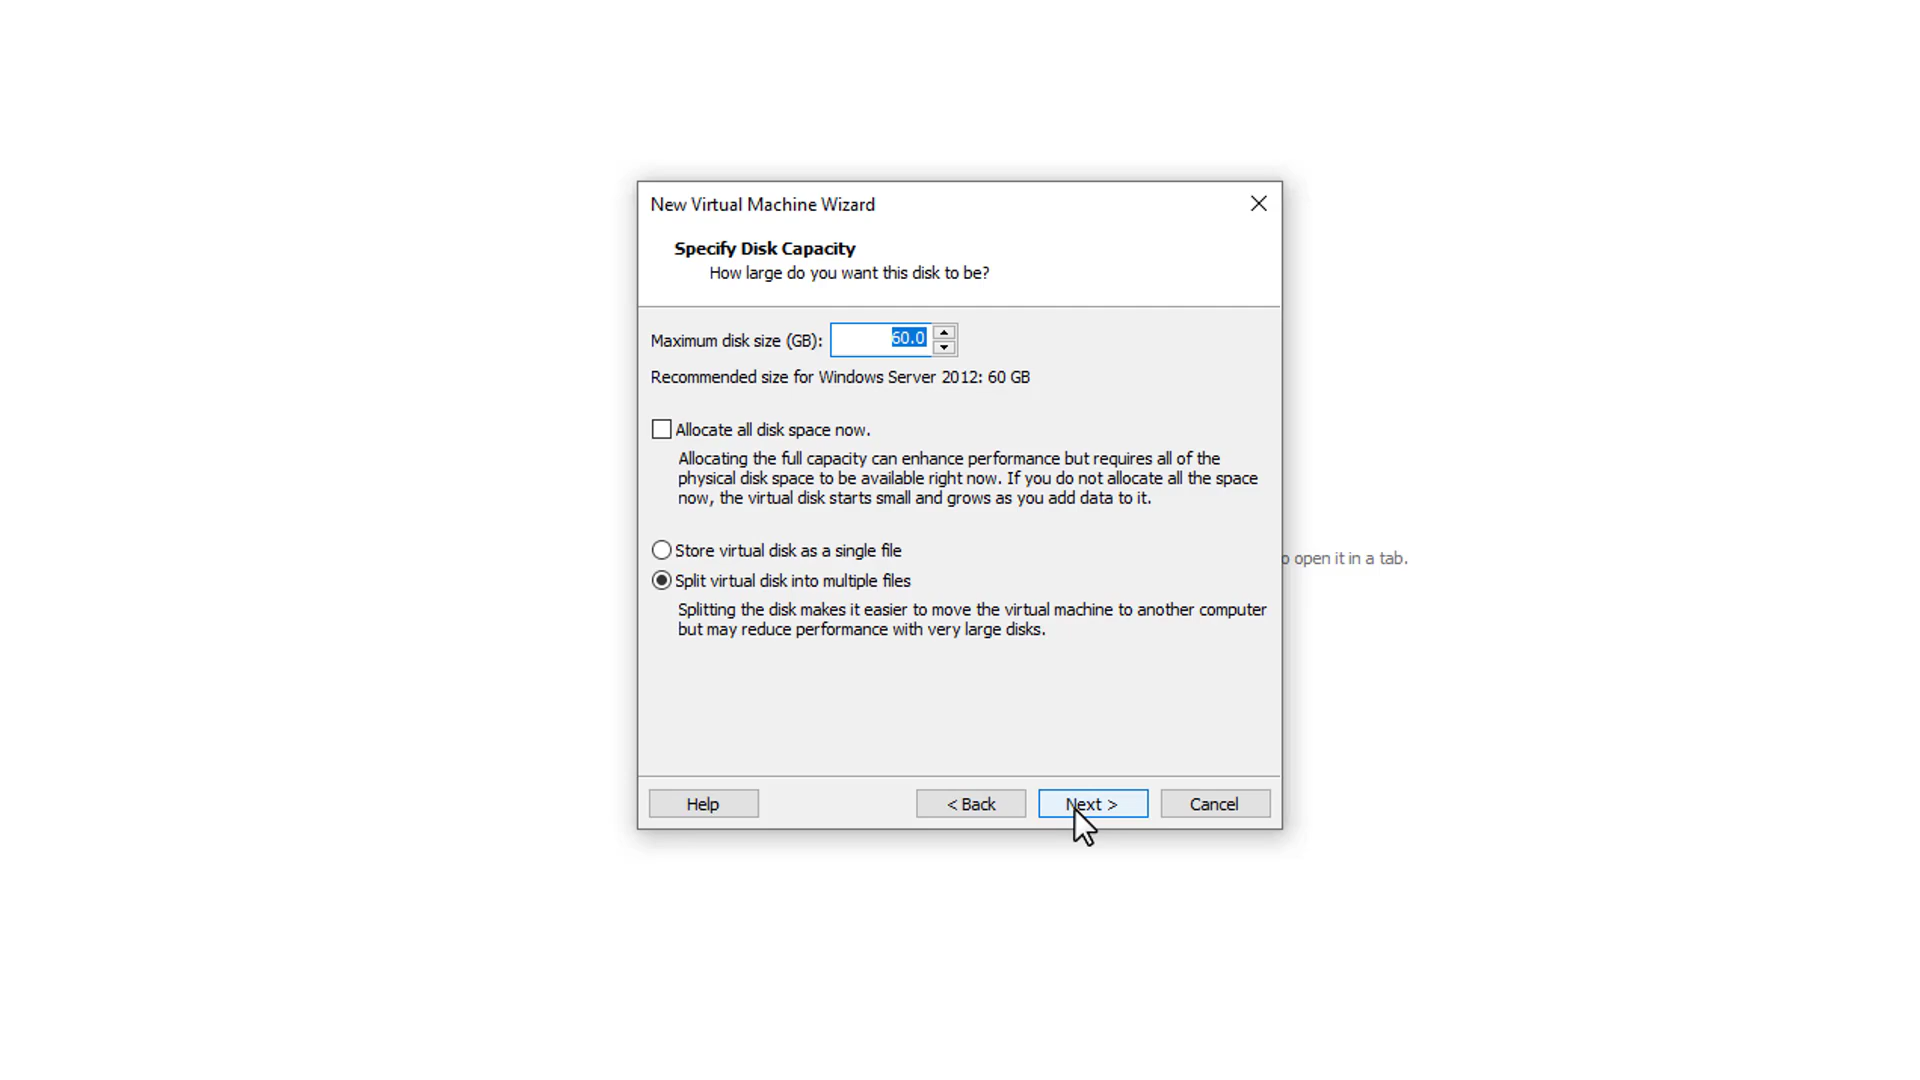 New Virtual Machine Wizard
Specify Disk Capacity
How large do you want this disk to be?
Maximum disk size (GB): 60.0
Recommended size for Windows Server 2012: 60 GB
Allocate all disk space now.
Allocating the full capacity can enhance performance but requires all of the
physical disk space to be available right now. If you do not allocate all the space
now, the virtual disk starts small and grows as you add data to it.
Store virtual disk as a single file
open it in a tab.
Split virtual disk into multiple files
Splitting the disk makes it easier to move the virtual machine to another computer
but may reduce performance with very large disks.
Help < Back Next > Cancel